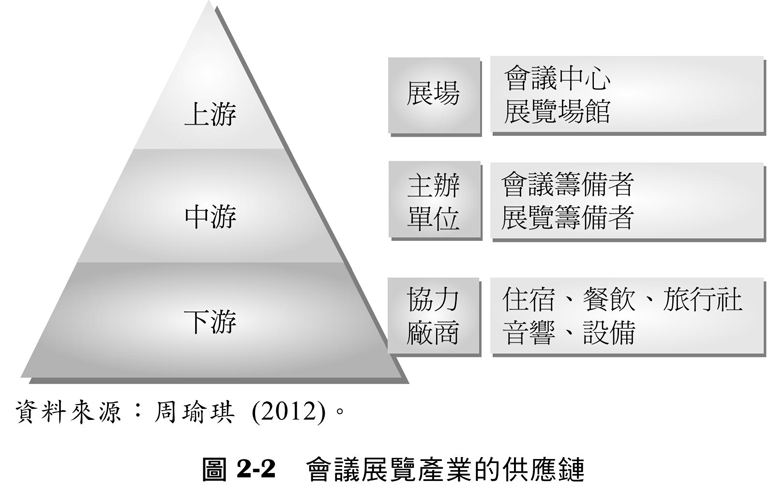 上游
展場
會議中心
展覽場館
中游
主辦
單位
會議籌備者
展覽籌備者
下游
協力
廠商
住宿、餐飲、旅行社
音響、設備
資料來源：周瑜琪 (2012)。
圖 2-2 會議展覽產業的供應鏈